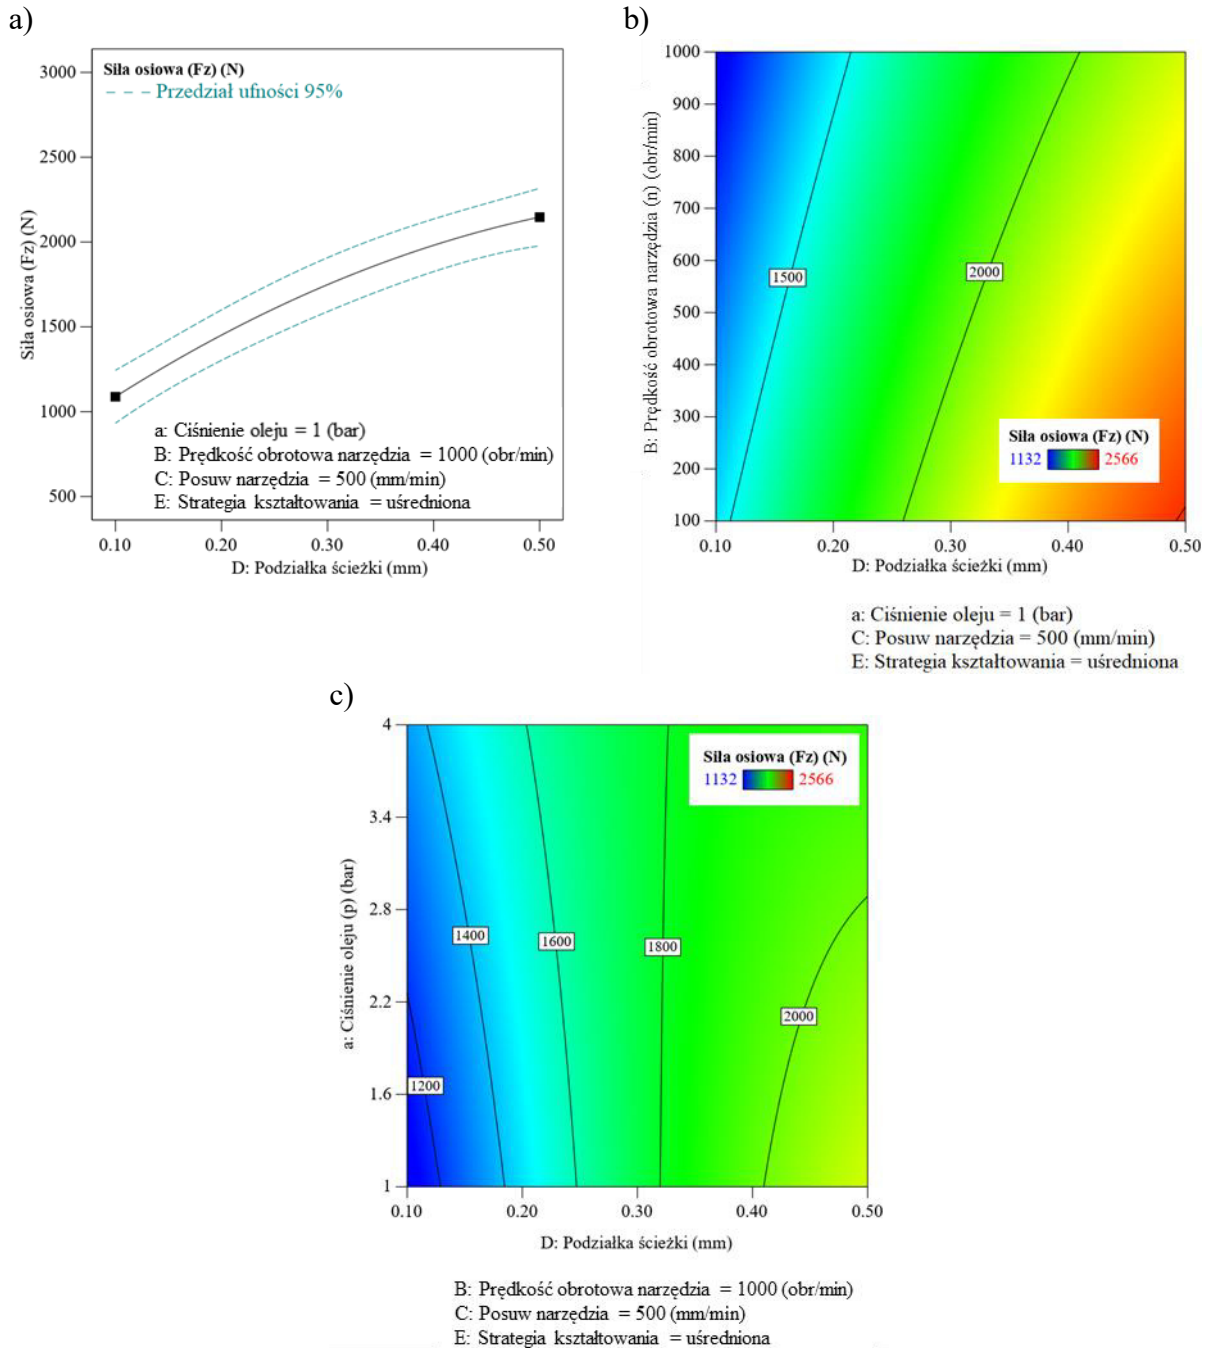 a)
Siła osiowa (Fz) (N)
Przedział ufności 95%
3000
2500
2000
1500
1000
500
Siła osiowa (Fz) (N)
a: Ciśnienie oleju = 1 (bar)
B: Prędkość obrotowa narzędzia = 1000 (obr/min)
C: Posuw narzędzia = 500 (mm/min)
E: Strategia kształtowania = uśredniona
0.10 0.20 0.30 0.40 0.50
D: Podziałka ścieżki (mm)
b)
1000
900
800
700
600
500
400
300
200
100
B: Prędkość obrotowa narzędzia (n) (obr/min)
1500
2000
Siła osiowa (Fz) (N)
1132 2566
0.10 0.20 0.30 0.40 0.50
D: Podziałka ścieżki (mm)
a: Ciśnienie oleju = 1 (bar)
C: Posuw narzędzia = 500 (mm/min)
E: Strategia kształtowania = uśredniona
c)
4
3.4
2.8
2.2
1.6
1
a: Ciśnienie oleju (p) (bar)
Siła osiowa (Fz) (N)
1132 2566
1400
1600
1800
2000
1200
0.10 0.20 0.30 0.40 0.50
D: Podziałka ścieżki (mm)
B: Prędkość obrotowa narzędzia = 1000 (obr/min)
C: Posuw narzędzia = 500 (mm/min)
E: Strategia kształtowania = uśredniona